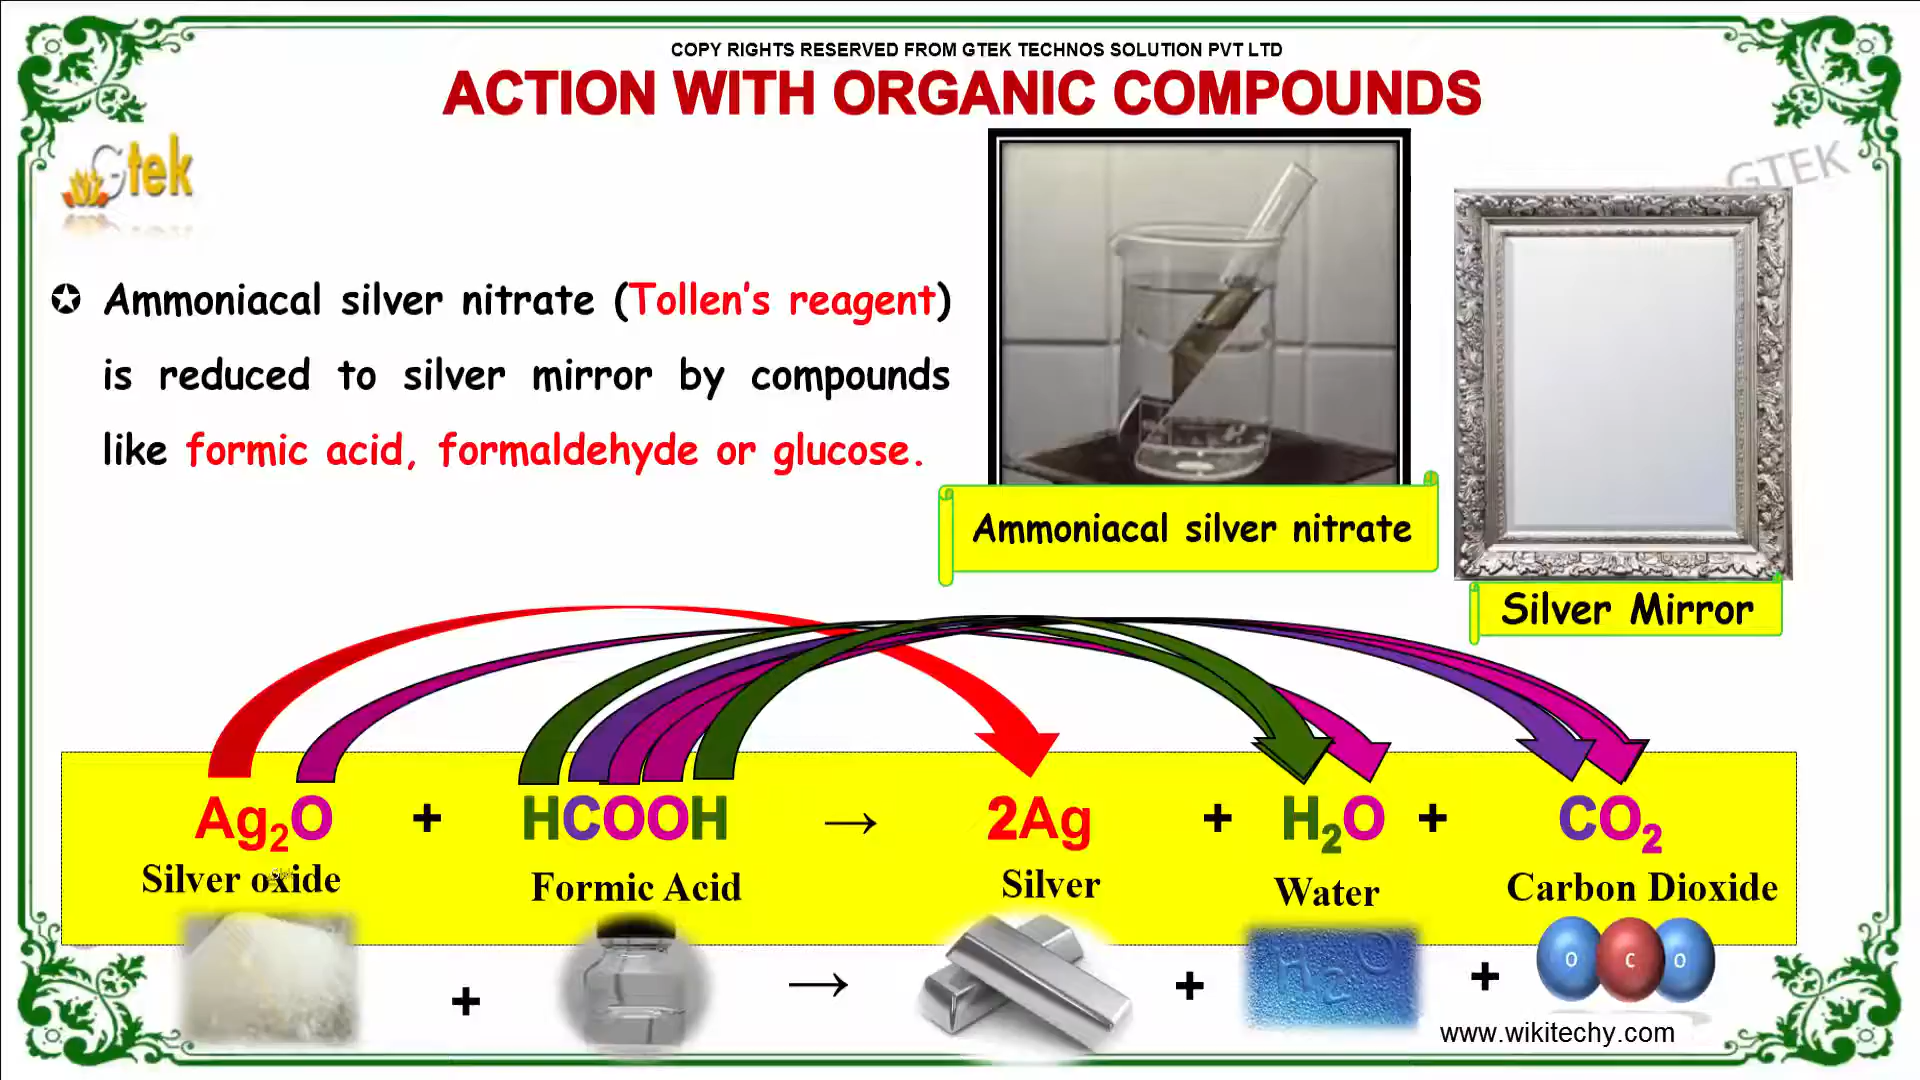 COPY RIGHTS RESERVED FROM GTEK TECHNOS SOLUTION PVT LTD
ACTION WITH ORGANIC COMPOUNDS
Gtek
GTEK
✪ Ammoniacal silver nitrate (Tollen's reagent)
is reduced to silver mirror by compounds
like formic acid, formaldehyde or glucose.
Ammoniacal silver nitrate
Silver Mirror
Ag₂O + HCOOH → 2Ag + H₂O + CO₂
Silver oxide Formic Acid Silver Water Carbon Dioxide
+ → + H₂O + O C O
www.wikitechy.com